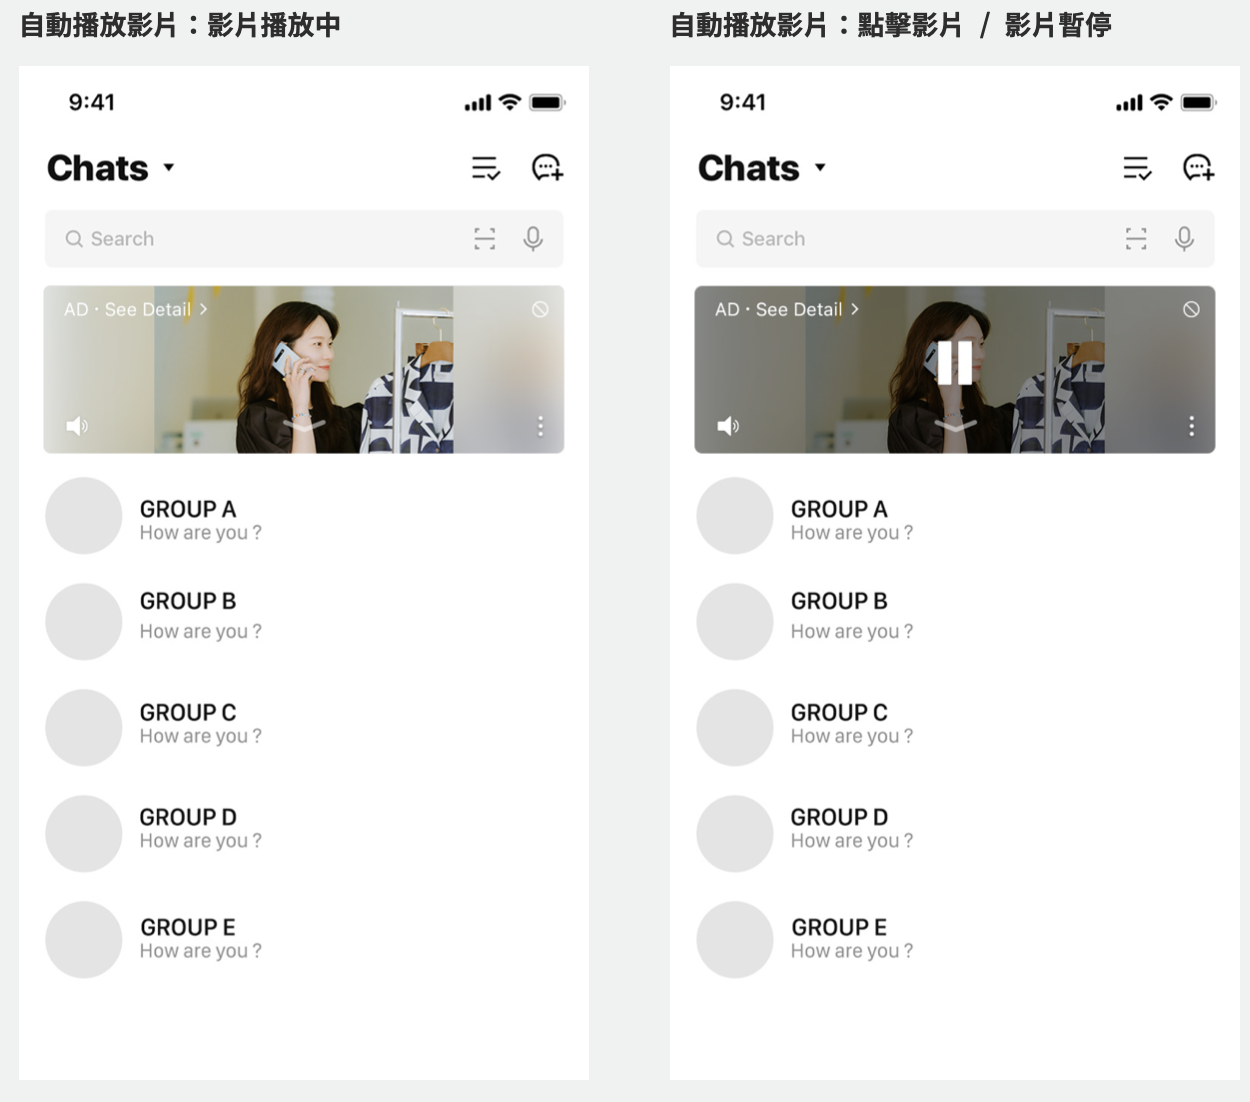 自動播放影片：影片播放中
9:41
Chats
Search
AD · See Detail >
GROUP A
How are you ?
GROUP B
How are you ?
GROUP C
How are you ?
GROUP D
How are you ?
GROUP E
How are you ?
自動播放影片：點擊影片 / 影片暫停
9:41
Chats
Search
AD · See Detail >
GROUP A
How are you ?
GROUP B
How are you ?
GROUP C
How are you ?
GROUP D
How are you ?
GROUP E
How are you ?